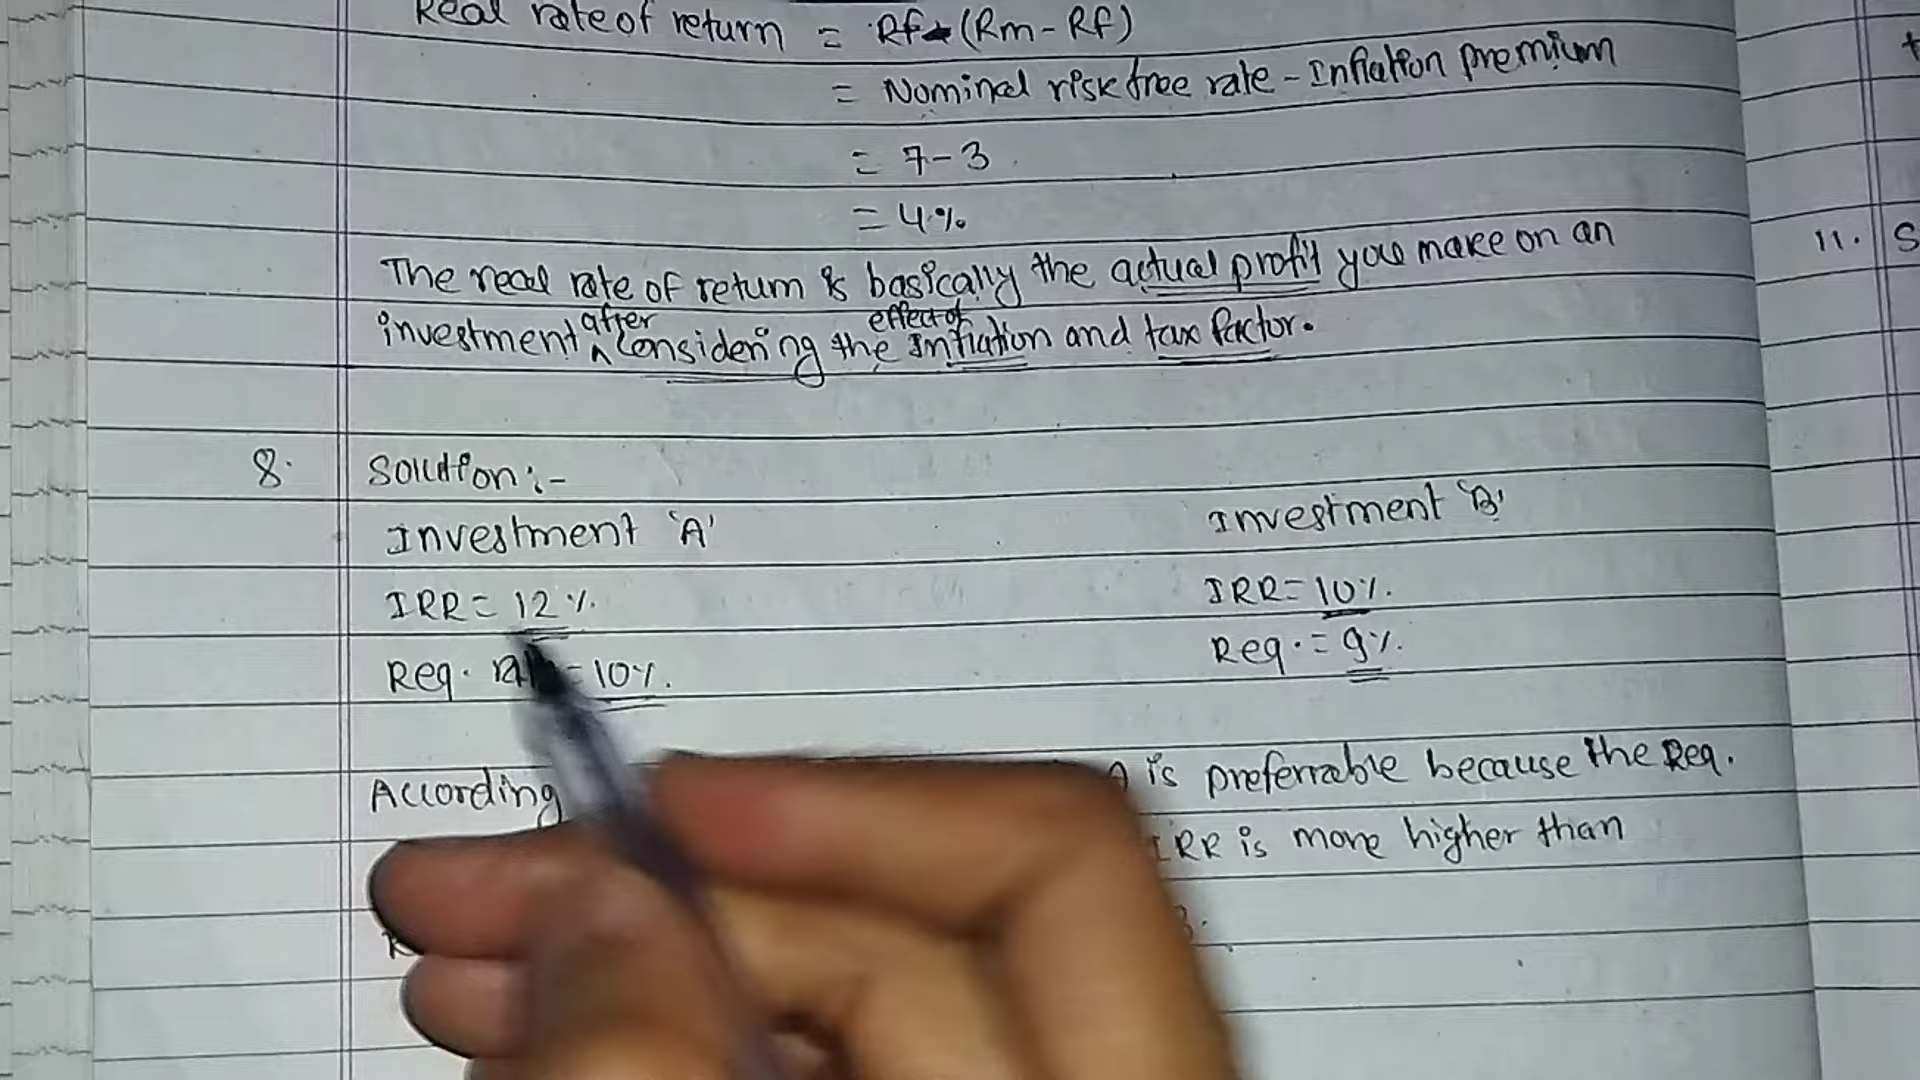 Real rate of return = Rf - (Rm - Rf)
= Nominal risk free rate - Inflation premium
= 7 - 3
= 4%
The real rate of return is basically the actual profit you make on an
investment after considering the effect of Inflation and tax factor.
8. Solution :-
Investment 'A' Investment 'B'
IRR = 12% IRR = 10%.
Req. = 10%. Req. = 9%.
According is preferrable because the Req.
IRR is more higher than
11. S